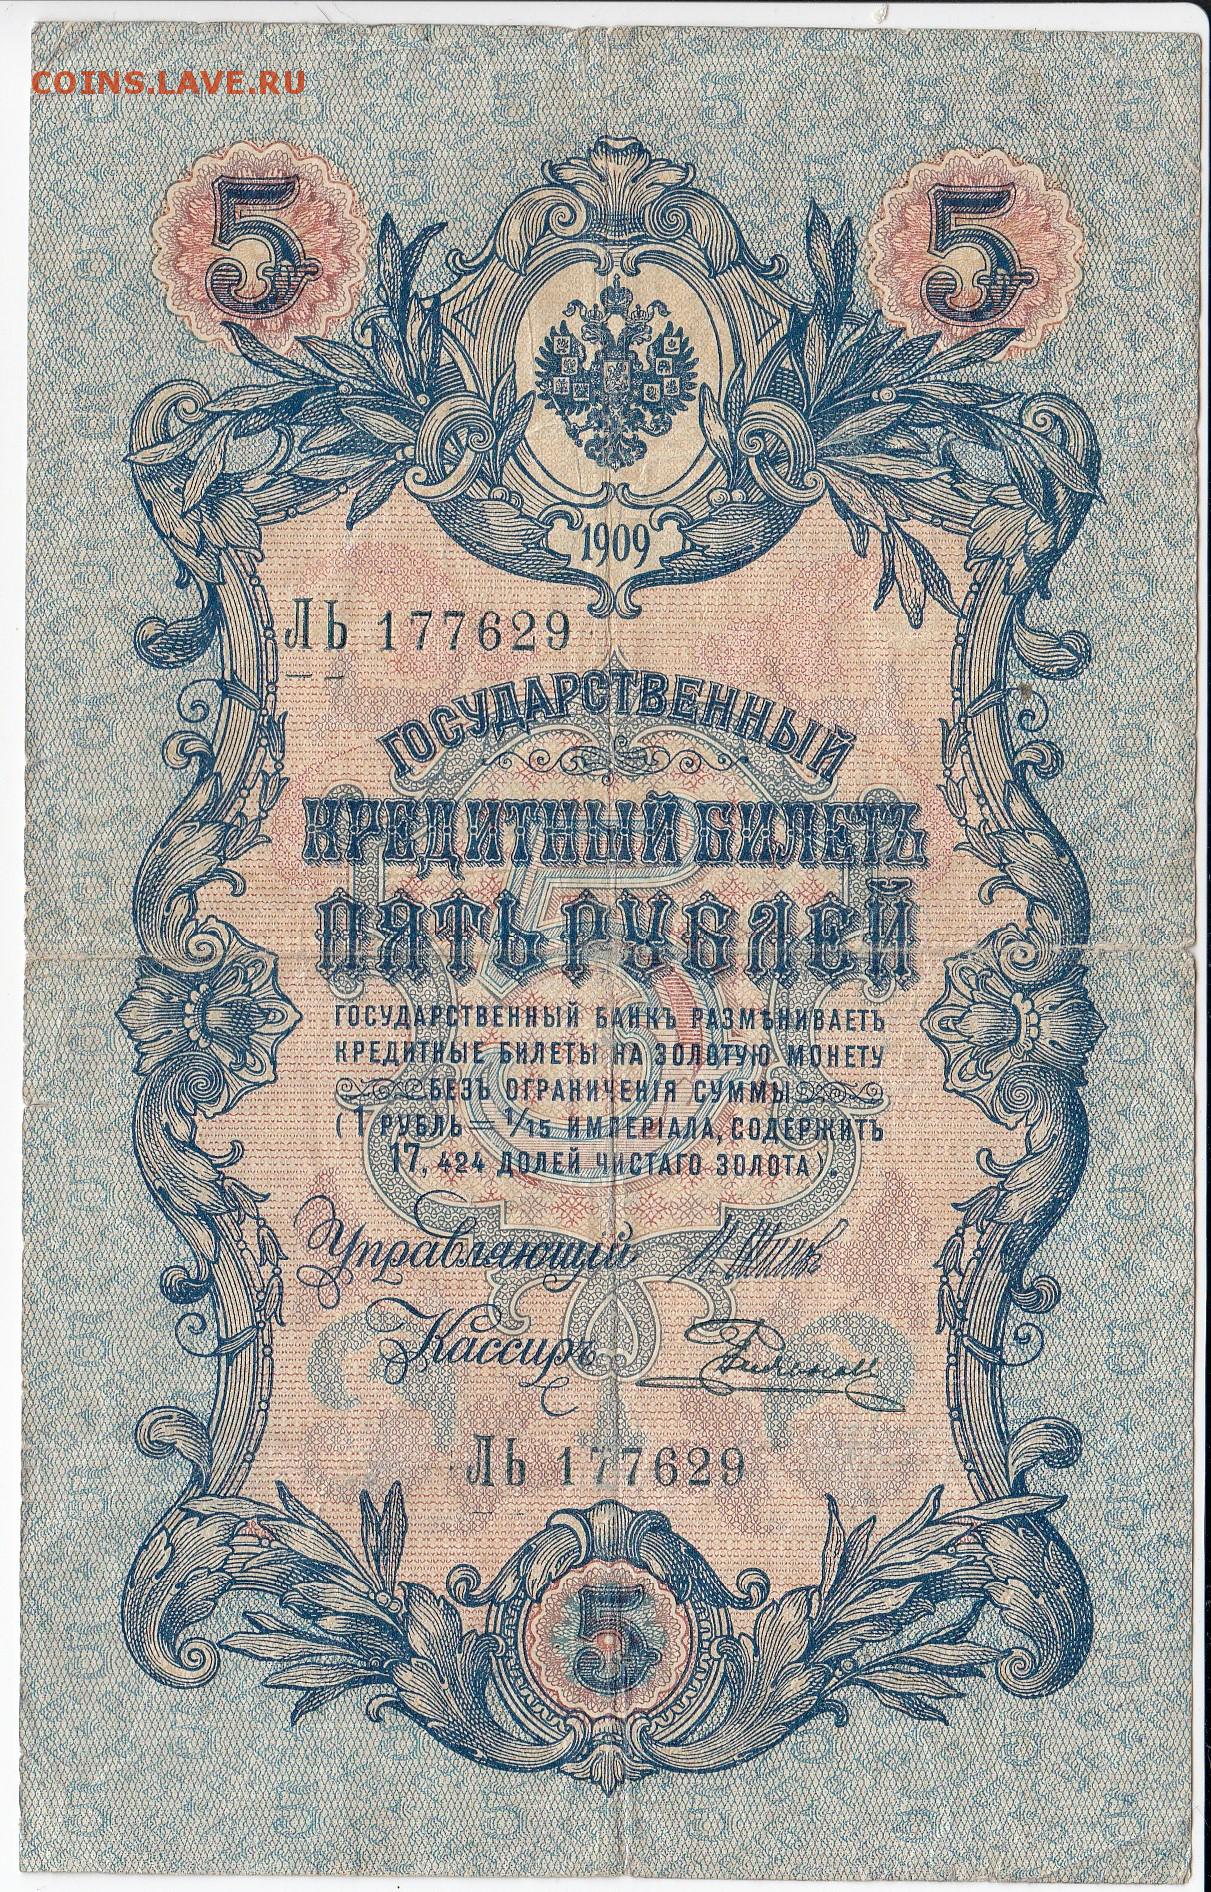 COINS.LAVE.RU
5 5
1909
ЛЬ 177629
ГОСУДАРСТВЕННЫЙ
КРЕДИТНЫЙ БИЛЕТЪ
ПЯТЬ РУБЛЕЙ
ГОСУДАРСТВЕННЫЙ БАНКЪ РАЗМѢНИВАЕТЪ
КРЕДИТНЫЕ БИЛЕТЫ НА ЗОЛОТУЮ МОНЕТУ
БЕЗЪ ОГРАНИЧЕНІЯ СУММЫ
(1 РУБЛЬ = 1/15 ИМПЕРІАЛА, СОДЕРЖИТЪ
17,424 ДОЛЕЙ ЧИСТАГО ЗОЛОТА).
Управляющій
Кассиръ
ЛЬ 177629
5